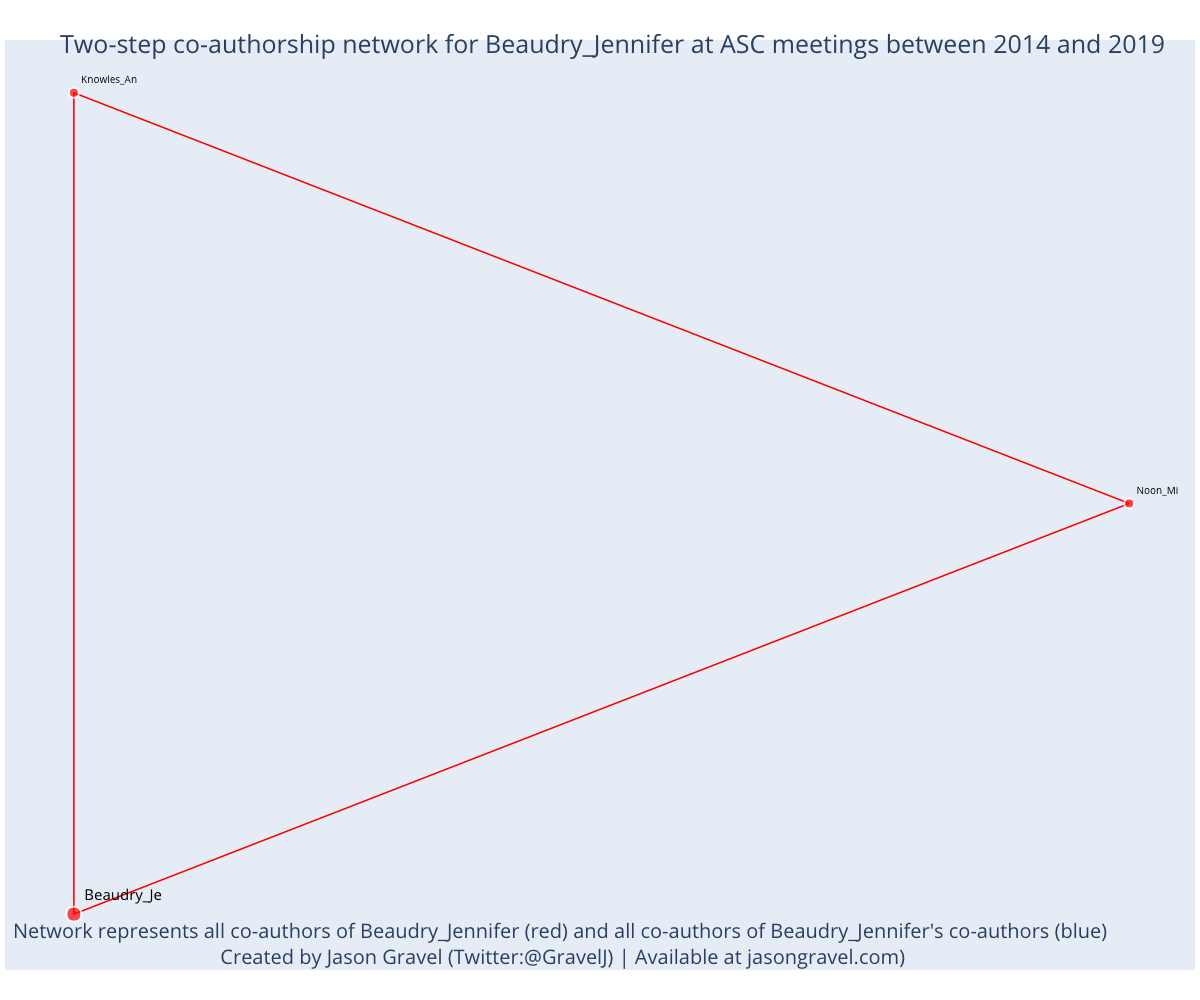 Two-step co-authorship network for Beaudry_Jennifer at ASC meetings between 2014 and 2019
Knowles_An
Noon_Mi
Beaudry_Je
Network represents all co-authors of Beaudry_Jennifer (red) and all co-authors of Beaudry_Jennifer's co-authors (blue)
Created by Jason Gravel (Twitter:@GravelJ) | Available at jasongravel.com)